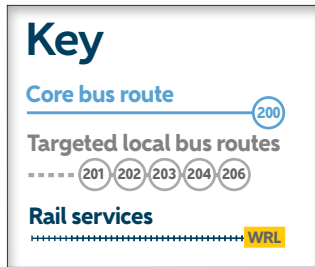 Key
Core bus route
200
Targeted local bus routes
201 202 203 204 206
Rail services
WRL